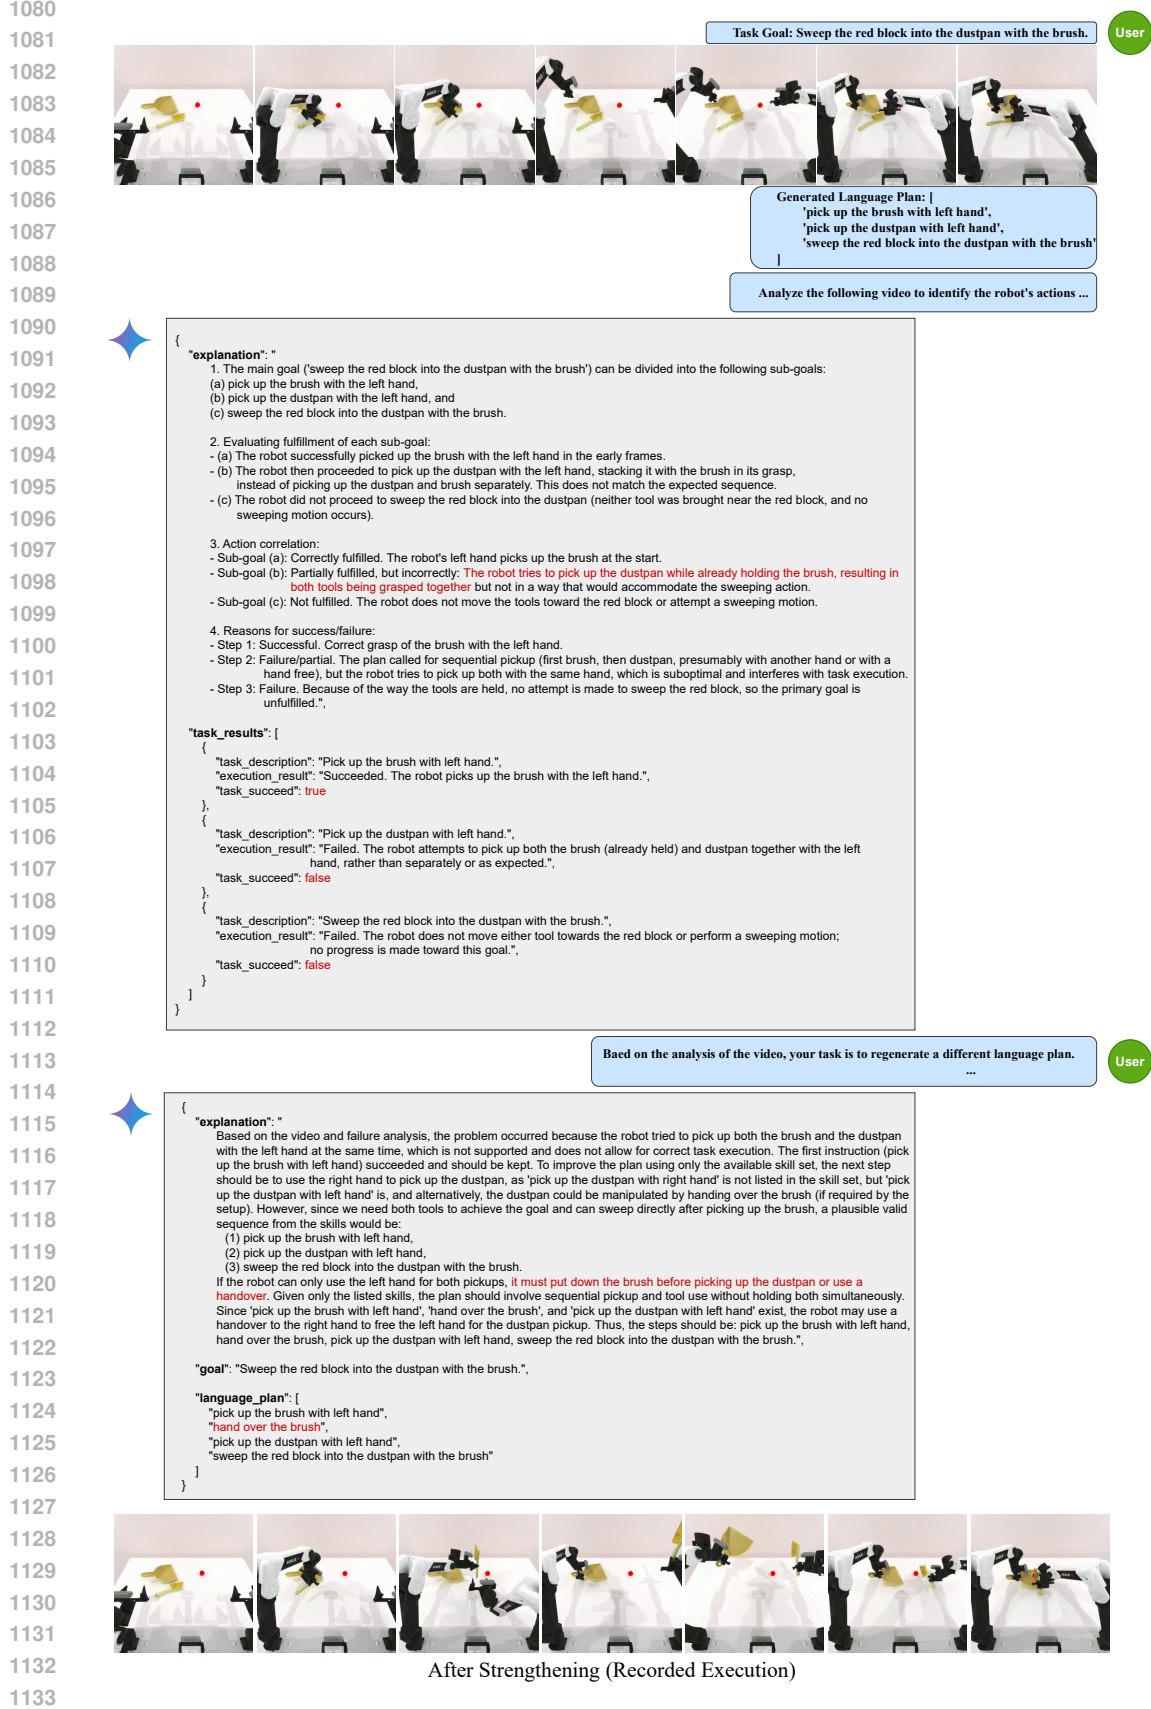 1080
1081
1082
1083
1084
1085
1086
1087
1088
1089
1090
1091
1092
1093
1094
1095
1096
1097
1098
1099
1100
1101
1102
1103
1104
1105
1106
1107
1108
1109
1110
1111
1112
1113
1114
1115
1116
1117
1118
1119
1120
1121
1122
1123
1124
1125
1126
1127
1128
1129
1130
1131
1132
1133
Task Goal: Sweep the red block into the dustpan with the brush.
User
Generated Language Plan: [
'pick up the brush with left hand',
'pick up the dustpan with left hand',
'sweep the red block into the dustpan with the brush'
]
Analyze the following video to identify the robot's actions ...
{
"explanation": "
1. The main goal ('sweep the red block into the dustpan with the brush') can be divided into the following sub-goals:
(a) pick up the brush with the left hand,
(b) pick up the dustpan with the left hand, and
(c) sweep the red block into the dustpan with the brush.
2. Evaluating fulfillment of each sub-goal:
- (a) The robot successfully picked up the brush with the left hand in the early frames.
- (b) The robot then proceeded to pick up the dustpan with the left hand, stacking it with the brush in its grasp,
instead of picking up the dustpan and brush separately. This does not match the expected sequence.
- (c) The robot did not proceed to sweep the red block into the dustpan (neither tool was brought near the red block, and no
sweeping motion occurs).
3. Action correlation:
- Sub-goal (a): Correctly fulfilled. The robot's left hand picks up the brush at the start.
- Sub-goal (b): Partially fulfilled, but incorrectly: The robot tries to pick up the dustpan while already holding the brush, resulting in
both tools being grasped together but not in a way that would accommodate the sweeping action.
- Sub-goal (c): Not fulfilled. The robot does not move the tools toward the red block or attempt a sweeping motion.
4. Reasons for success/failure:
- Step 1: Successful. Correct grasp of the brush with the left hand.
- Step 2: Failure/partial. The plan called for sequential pickup (first brush, then dustpan, presumably with another hand or with a
hand free), but the robot tries to pick up both with the same hand, which is suboptimal and interferes with task execution.
- Step 3: Failure. Because of the way the tools are held, no attempt is made to sweep the red block, so the primary goal is
unfulfilled.",
"task_results": [
{
"task_description": "Pick up the brush with left hand.",
"execution_result": "Succeeded. The robot picks up the brush with the left hand.",
"task_succeed": true
},
{
"task_description": "Pick up the dustpan with left hand.",
"execution_result": "Failed. The robot attempts to pick up both the brush (already held) and dustpan together with the left
hand, rather than separately or as expected.",
"task_succeed": false
},
{
"task_description": "Sweep the red block into the dustpan with the brush.",
"execution_result": "Failed. The robot does not move either tool towards the red block or perform a sweeping motion;
no progress is made toward this goal.",
"task_succeed": false
}
]
}
Baed on the analysis of the video, your task is to regenerate a different language plan.
...
User
{
"explanation": "
Based on the video and failure analysis, the problem occurred because the robot tried to pick up both the brush and the dustpan
with the left hand at the same time, which is not supported and does not allow for correct task execution. The first instruction (pick
up the brush with left hand) succeeded and should be kept. To improve the plan using only the available skill set, the next step
should be to use the right hand to pick up the dustpan, as 'pick up the dustpan with right hand' is not listed in the skill set, but 'pick
up the dustpan with left hand' is, and alternatively, the dustpan could be manipulated by handing over the brush (if required by the
setup). However, since we need both tools to achieve the goal and can sweep directly after picking up the brush, a plausible valid
sequence from the skills would be:
(1) pick up the brush with left hand,
(2) pick up the dustpan with left hand,
(3) sweep the red block into the dustpan with the brush.
If the robot can only use the left hand for both pickups, it must put down the brush before picking up the dustpan or use a
handover. Given only the listed skills, the plan should involve sequential pickup and tool use without holding both simultaneously.
Since 'pick up the brush with left hand', 'hand over the brush', and 'pick up the dustpan with left hand' exist, the robot may use a
handover to the right hand to free the left hand for the dustpan pickup. Thus, the steps should be: pick up the brush with left hand,
hand over the brush, pick up the dustpan with left hand, sweep the red block into the dustpan with the brush.",
"goal": "Sweep the red block into the dustpan with the brush.",
"language_plan": [
"pick up the brush with left hand",
"hand over the brush",
"pick up the dustpan with left hand",
"sweep the red block into the dustpan with the brush"
]
}
After Strengthening (Recorded Execution)